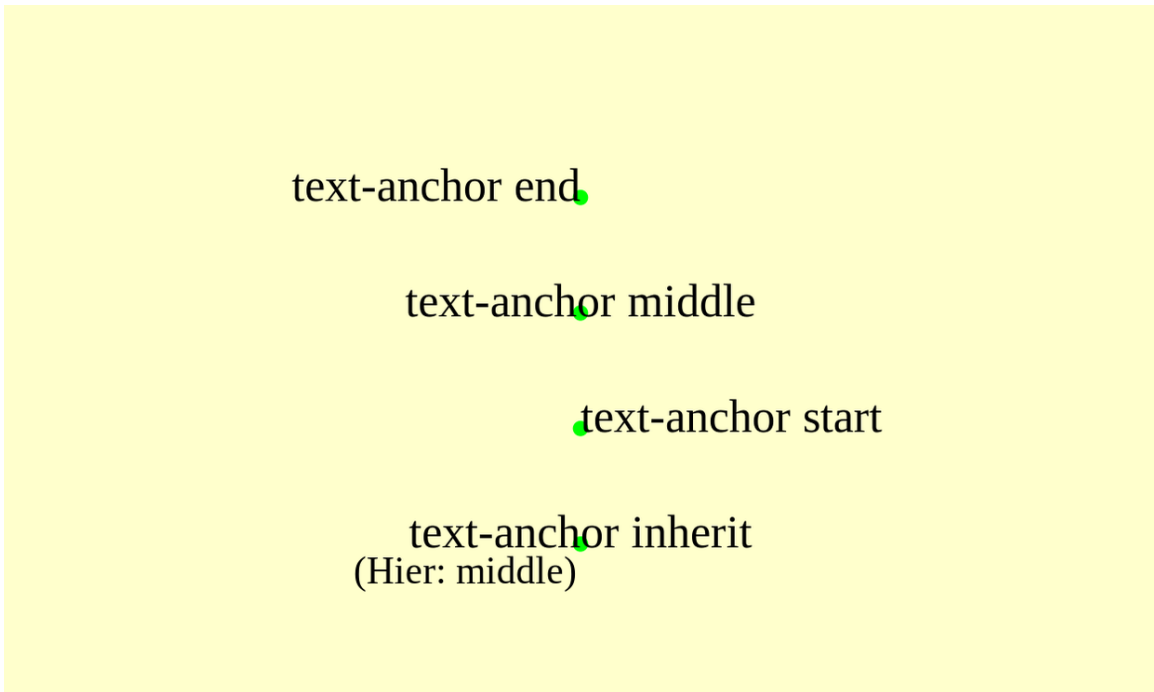 text-anchor end
text-anchor middle
text-anchor start
text-anchor inherit
(Hier: middle)